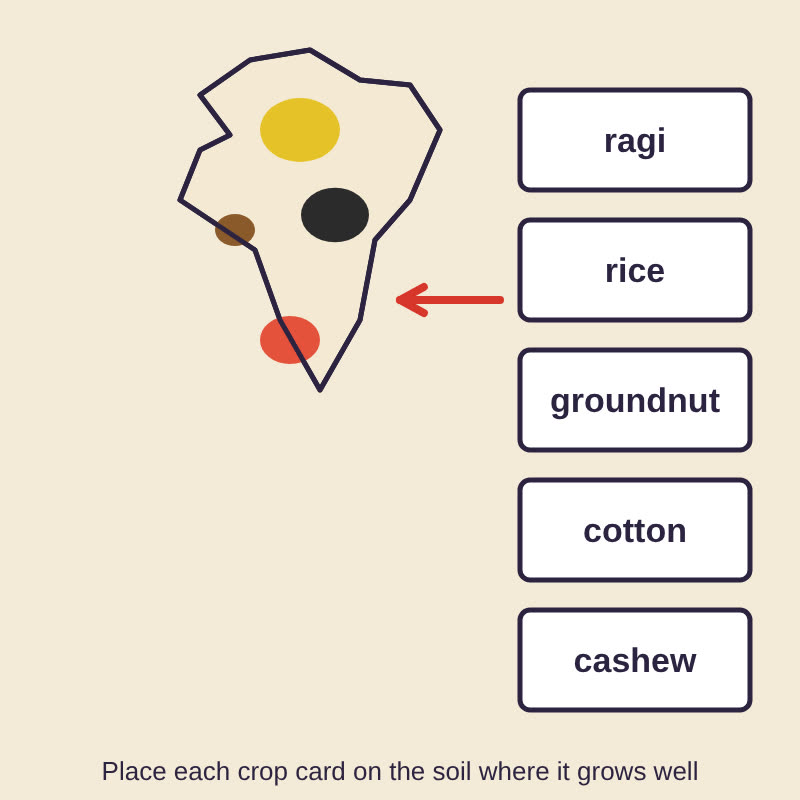 ragi
rice
groundnut
cotton
cashew
Place each crop card on the soil where it grows well